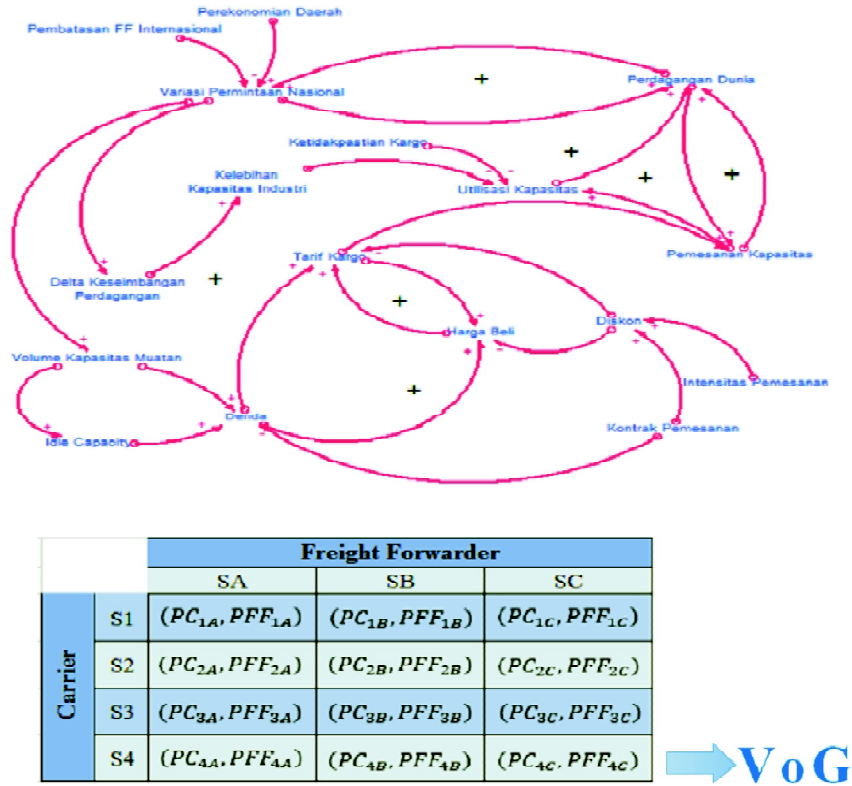 Perekonomian Daerah
Pembatasan FF Internasional
Variasi Permintaan Nasional
Perdagangan Dunia
Ketidakpastian Kargo
Kelebihan
Kapasitas Industri
Utilisasi Kapasitas
Tarif Kargo
Pemesanan Kapasitas
Delta Keseimbangan
Perdagangan
Harga Beli
Diskon
Volume Kapasitas Muatan
Intensitas Pemesanan
Denda
Kontrak Pemesanan
Idle Capacity
Freight Forwarder
SA SB SC
Carrier
S1 (PC₁A, PFF₁A) (PC₁B, PFF₁B) (PC₁C, PFF₁C)
S2 (PC₂A, PFF₂A) (PC₂B, PFF₂B) (PC₂C, PFF₂C)
S3 (PC₃A, PFF₃A) (PC₃B, PFF₃B) (PC₃C, PFF₃C)
S4 (PC₄A, PFF₄A) (PC₄B, PFF₄B) (PC₄C, PFF₄C)
VoG